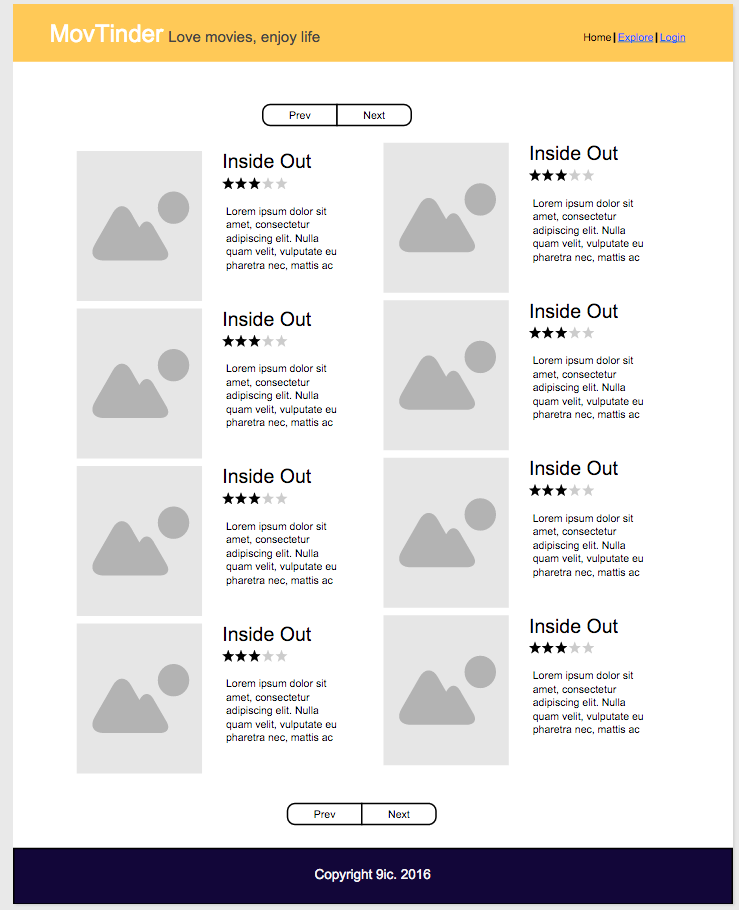 MovTinder Love movies, enjoy life
Home | Explore | Login
Prev Next
Inside Out
Lorem ipsum dolor sit
amet, consectetur
adipiscing elit. Nulla
quam velit, vulputate eu
pharetra nec, mattis ac
Inside Out
Lorem ipsum dolor sit
amet, consectetur
adipiscing elit. Nulla
quam velit, vulputate eu
pharetra nec, mattis ac
Inside Out
Lorem ipsum dolor sit
amet, consectetur
adipiscing elit. Nulla
quam velit, vulputate eu
pharetra nec, mattis ac
Inside Out
Lorem ipsum dolor sit
amet, consectetur
adipiscing elit. Nulla
quam velit, vulputate eu
pharetra nec, mattis ac
Inside Out
Lorem ipsum dolor sit
amet, consectetur
adipiscing elit. Nulla
quam velit, vulputate eu
pharetra nec, mattis ac
Inside Out
Lorem ipsum dolor sit
amet, consectetur
adipiscing elit. Nulla
quam velit, vulputate eu
pharetra nec, mattis ac
Inside Out
Lorem ipsum dolor sit
amet, consectetur
adipiscing elit. Nulla
quam velit, vulputate eu
pharetra nec, mattis ac
Inside Out
Lorem ipsum dolor sit
amet, consectetur
adipiscing elit. Nulla
quam velit, vulputate eu
pharetra nec, mattis ac
Prev Next
Copyright 9ic. 2016